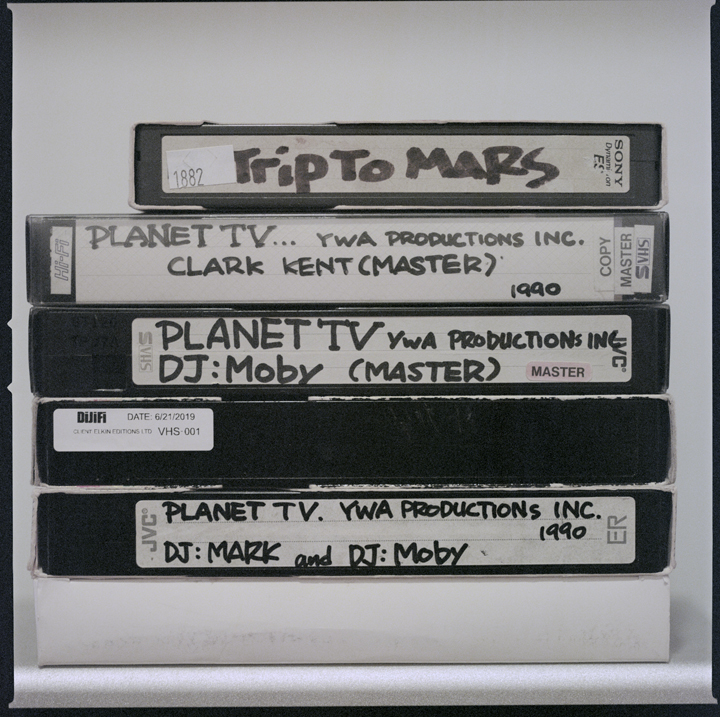 1882
Trip To MARS
SONY
Hi-Fi
PLANET TV... YWA PRODUCTIONS INC.
CLARK KENT (MASTER)
1990
COPY
MASTER
SVHS
SVHS
PLANET TV YWA PRODUCTIONS INC
DJ:Moby (MASTER)
MASTER
JVC
DiJiFi DATE: 6/21/2019
VHS-001
JVC
PLANET TV. YWA PRODUCTIONS INC.
1990
DJ: MARK and DJ: Moby
ER